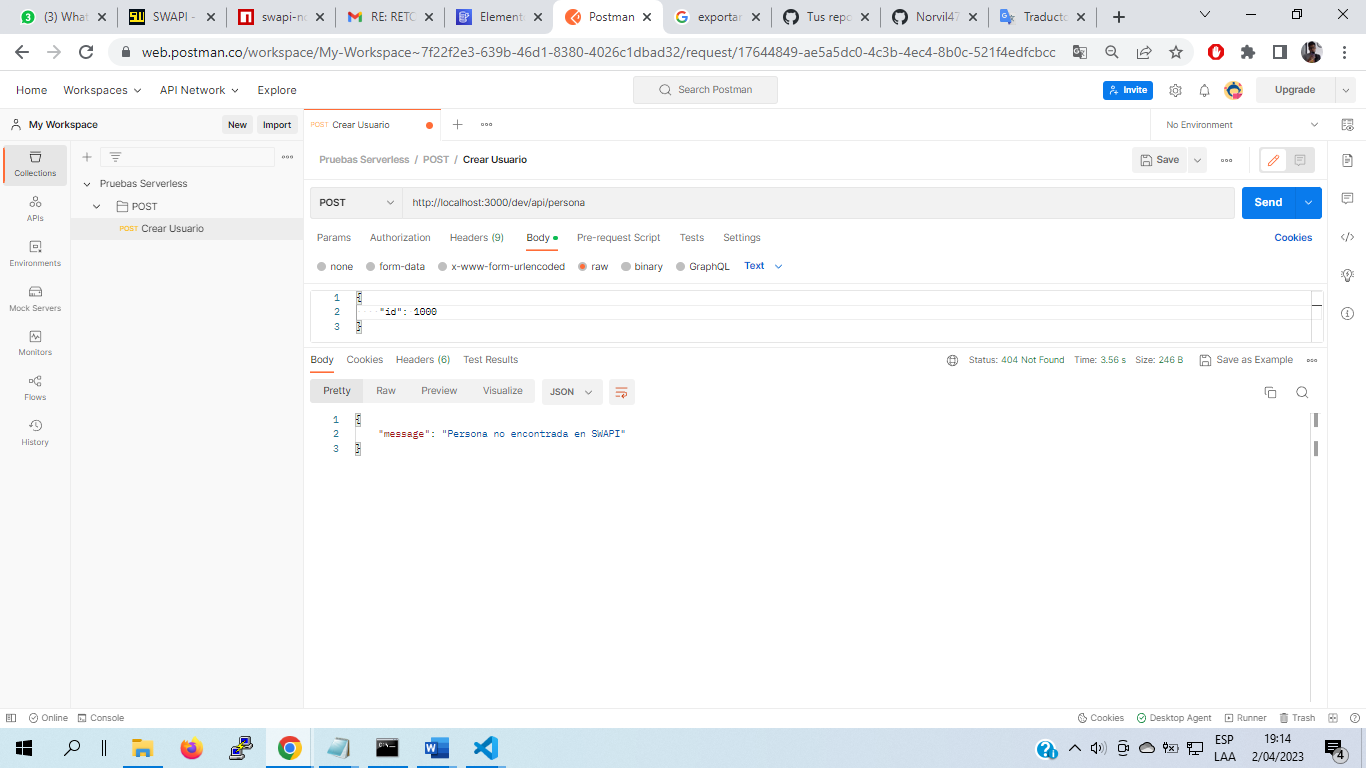 (3) What
SWAPI -
swapi-no
RE: RETO
Elemento
Postman
exportar
Tus repo
Norvil47
Traducto
web.postman.co/workspace/My-Workspace~7f22f2e3-639b-46d1-8380-4026c1dbad32/request/17644849-ae5a5dc0-4c3b-4ec4-8b0c-521f4edfcbcc
Home Workspaces API Network Explore Search Postman Invite Upgrade
My Workspace New Import POST Crear Usuario No Environment
Pruebas Serverless / POST / Crear Usuario Save
Collections
APIs
Environments
Mock Servers
Monitors
Flows
History
Pruebas Serverless
POST
POST Crear Usuario
POST http://localhost:3000/dev/api/persona Send
Params Authorization Headers (9) Body Pre-request Script Tests Settings Cookies
none form-data x-www-form-urlencoded raw binary GraphQL Text
1 {
2 "id": 1000
3 }
Body Cookies Headers (6) Test Results Status: 404 Not Found Time: 3.56 s Size: 246 B Save as Example
Pretty Raw Preview Visualize JSON
1 {
2 "message": "Persona no encontrada en SWAPI"
3 }
Online Console Cookies Desktop Agent Runner Trash
ESP 19:14
LAA 2/04/2023 4